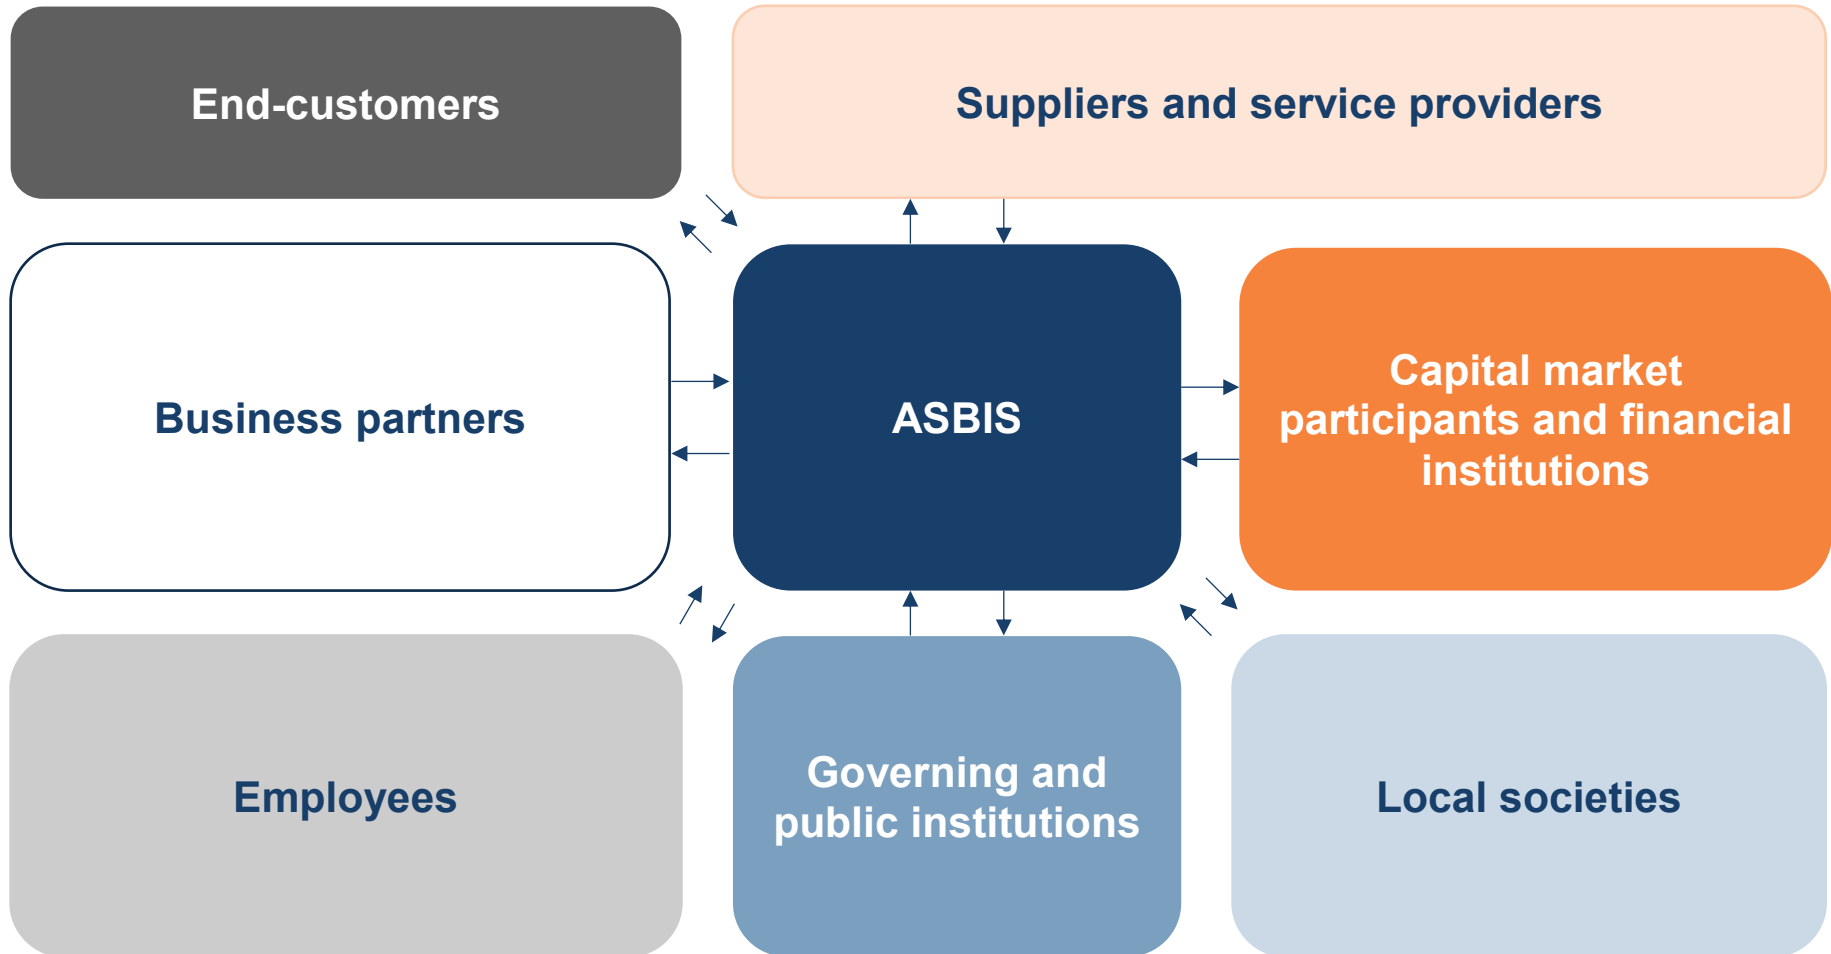 End-customers
Suppliers and service providers
Business partners
ASBIS
Capital market
participants and financial
institutions
Employees
Governing and
public institutions
Local societies